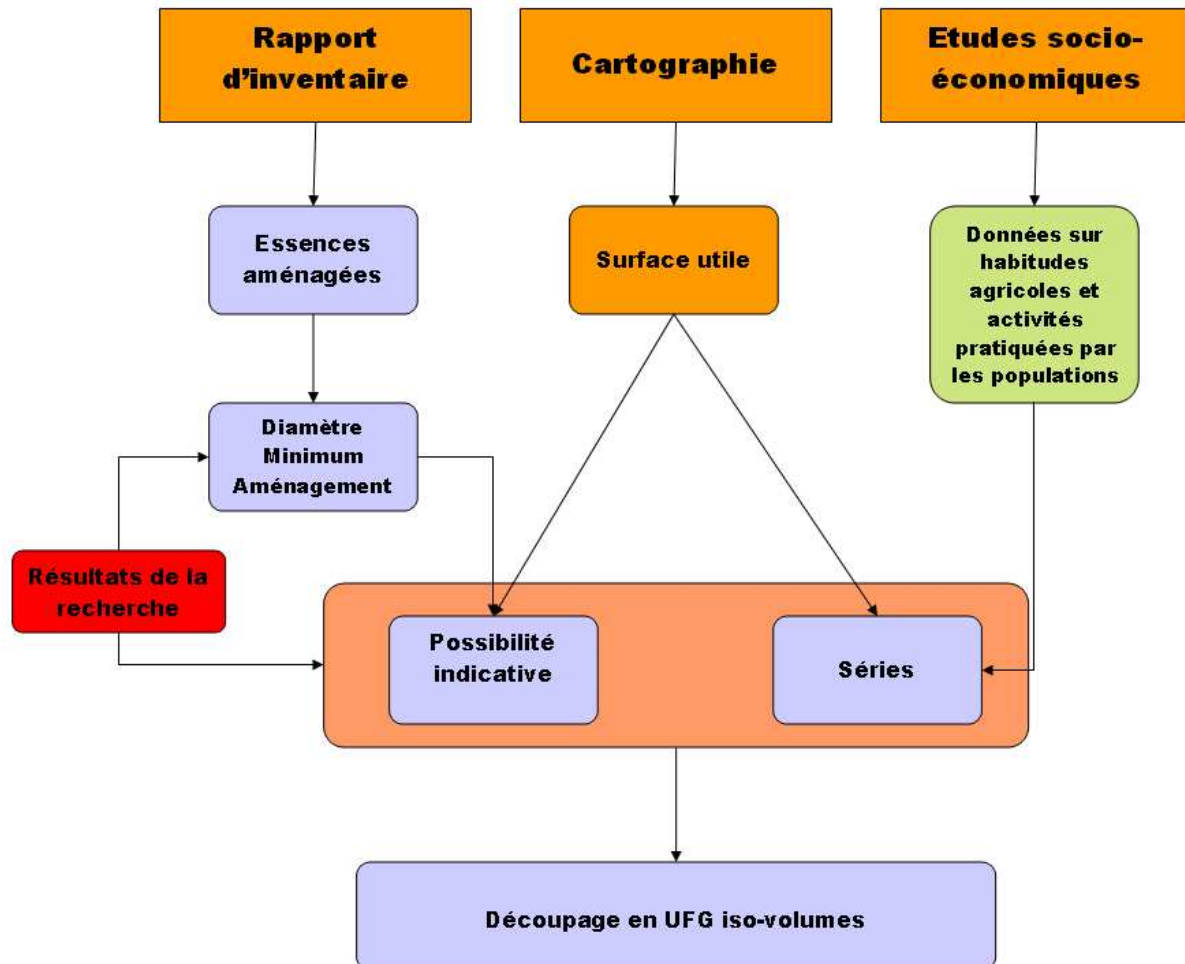 Rapport
d'inventaire
Cartographie
Etudes socio-
économiques
Essences
aménagées
Surface utile
Données sur
habitudes
agricoles et
activités
pratiquées par
les populations
Diamètre
Minimum
Aménagement
Résultats de la
recherche
Possibilité
indicative
Séries
Découpage en UFG iso-volumes